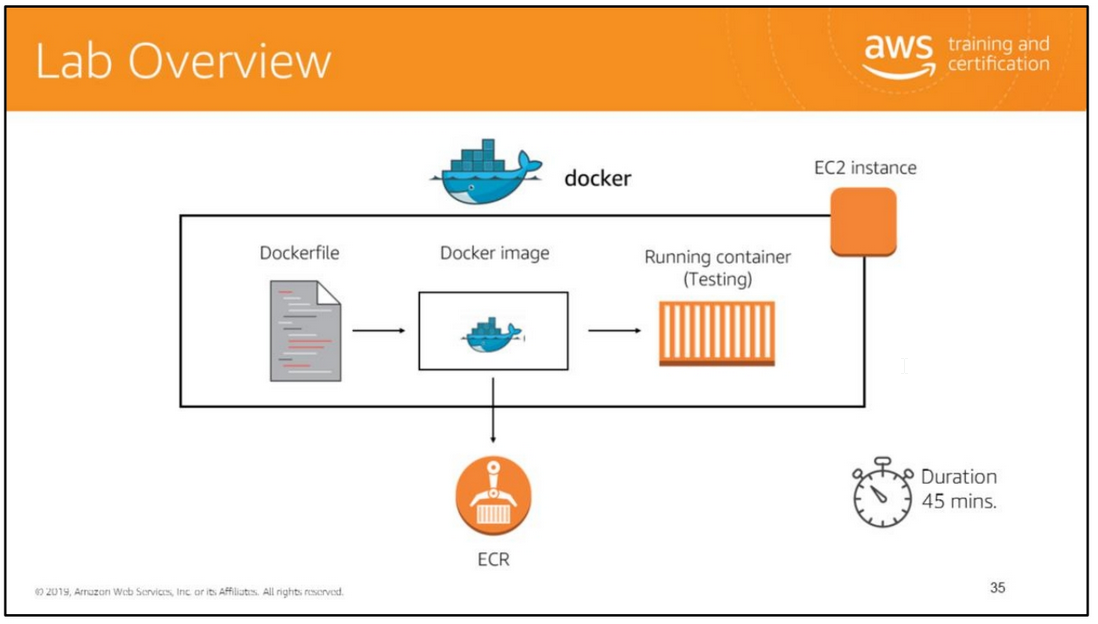 Lab Overview
aws training and
certification
docker
EC2 instance
Dockerfile
Docker image
Running container
(Testing)
ECR
Duration
45 mins.
© 2019, Amazon Web Services, Inc. or its Affiliates. All rights reserved.
35